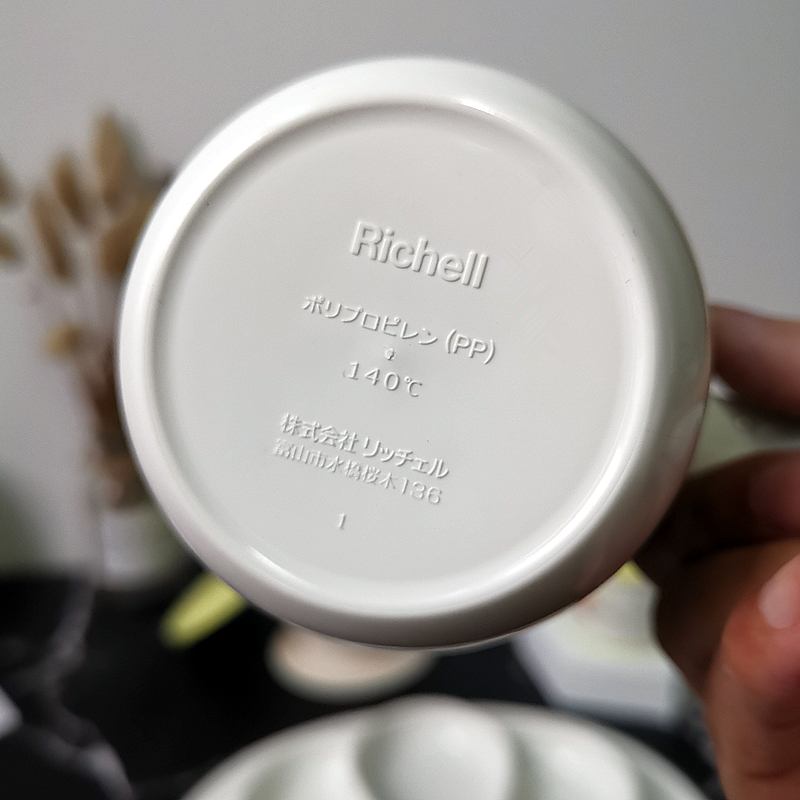 Richell
ポリプロピレン (PP)
140℃
株式会社 リッチェル
富山市水橋桜木136
1